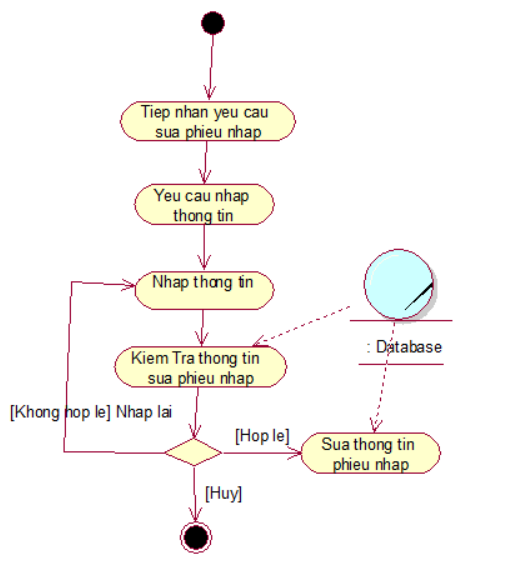 Tiep nhan yeu cau
sua phieu nhap
Yeu cau nhap
thong tin
Nhap thong tin
: Database
Kiem Tra thong tin
sua phieu nhap
[Khong hop le] Nhap lai
[Hop le]
Sua thong tin
phieu nhap
[Huy]